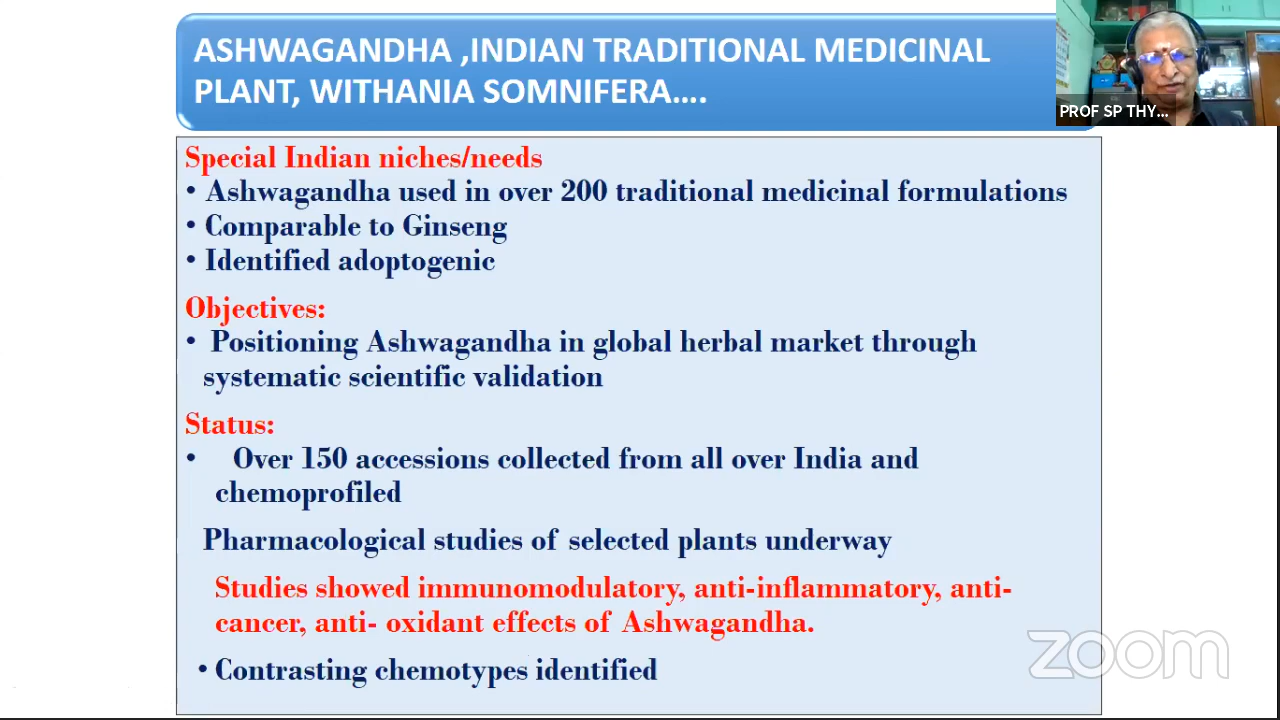 ASHWAGANDHA ,INDIAN TRADITIONAL MEDICINAL
PLANT, WITHANIA SOMNIFERA....
PROF SP THY...
Special Indian niches/needs
• Ashwagandha used in over 200 traditional medicinal formulations
• Comparable to Ginseng
• Identified adoptogenic
Objectives:
• Positioning Ashwagandha in global herbal market through
systematic scientific validation
Status:
• Over 150 accessions collected from all over India and
chemoprofiled
Pharmacological studies of selected plants underway
Studies showed immunomodulatory, anti-inflammatory, anti-
cancer, anti- oxidant effects of Ashwagandha.
• Contrasting chemotypes identified
zoom